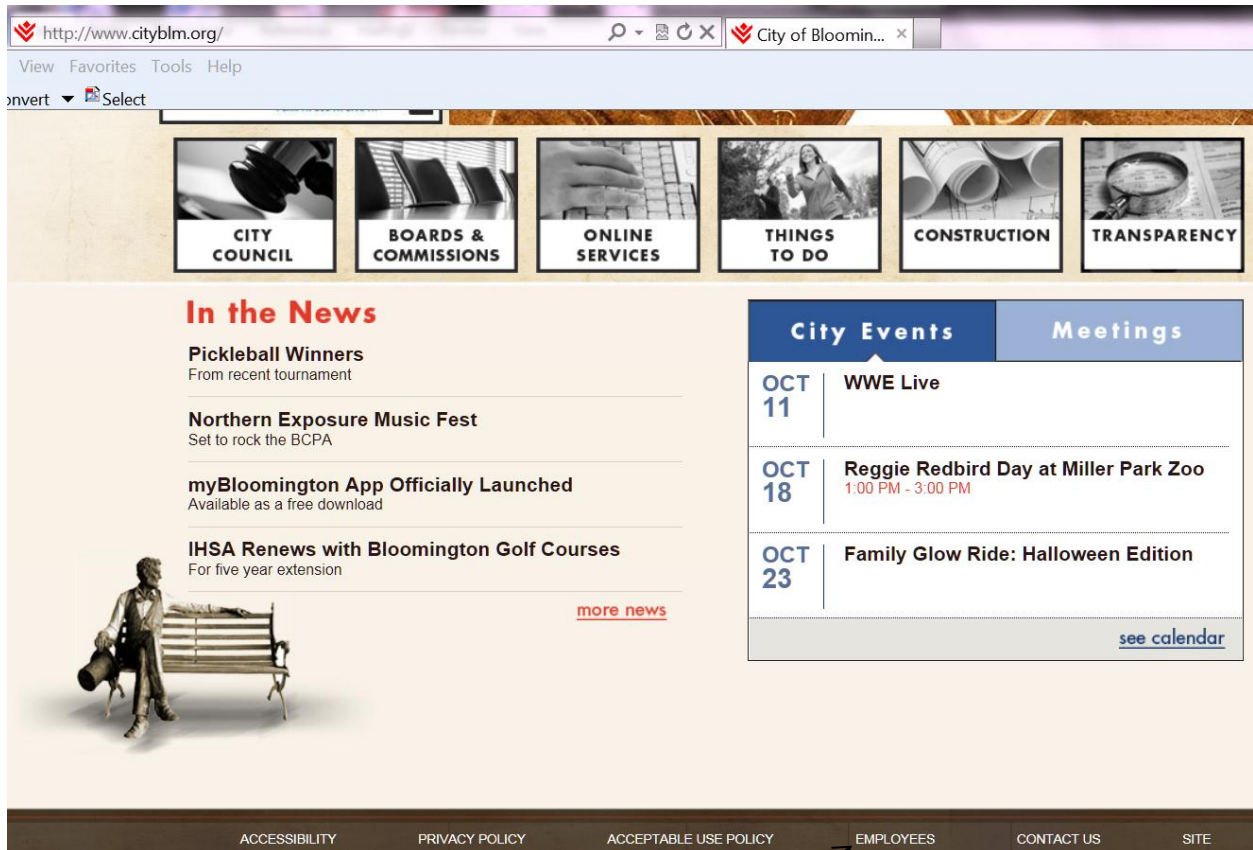 http://www.cityblm.org/
City of Bloomin...
View Favorites Tools Help
onvert Select
CITY
COUNCIL
BOARDS &
COMMISSIONS
ONLINE
SERVICES
THINGS
TO DO
CONSTRUCTION
TRANSPARENCY
In the News
Pickleball Winners
From recent tournament
Northern Exposure Music Fest
Set to rock the BCPA
myBloomington App Officially Launched
Available as a free download
IHSA Renews with Bloomington Golf Courses
For five year extension
more news
City Events
Meetings
OCT
11
WWE Live
OCT
18
Reggie Redbird Day at Miller Park Zoo
1:00 PM - 3:00 PM
OCT
23
Family Glow Ride: Halloween Edition
see calendar
ACCESSIBILITY PRIVACY POLICY ACCEPTABLE USE POLICY EMPLOYEES CONTACT US SITE